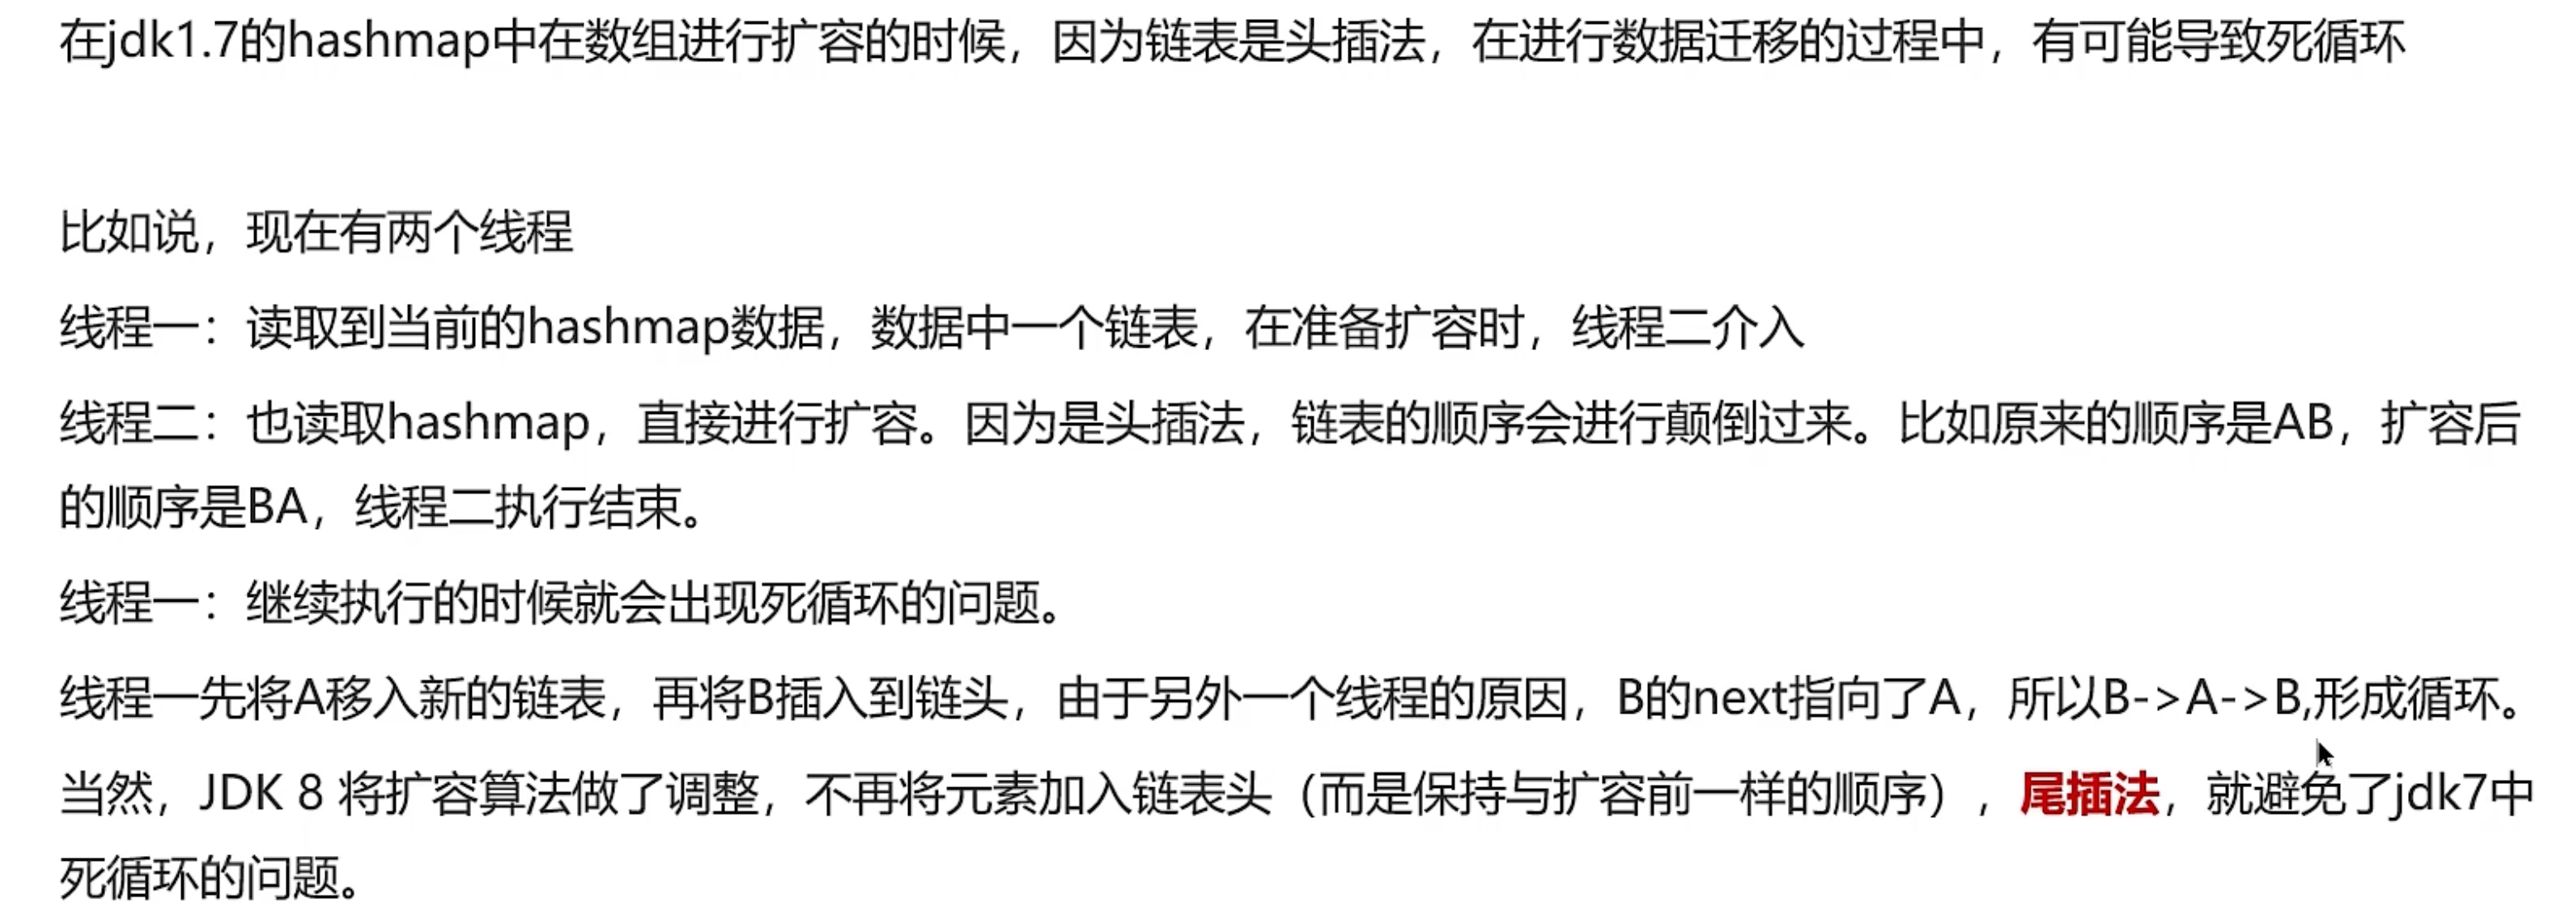 在jdk1.7的hashmap中在数组进行扩容的时候，因为链表是头插法，在进行数据迁移的过程中，有可能导致死循环
比如说，现在有两个线程
线程一：读取到当前的hashmap数据，数据中一个链表，在准备扩容时，线程二介入
线程二：也读取hashmap，直接进行扩容。因为是头插法，链表的顺序会进行颠倒过来。比如原来的顺序是AB，扩容后
的顺序是BA，线程二执行结束。
线程一：继续执行的时候就会出现死循环的问题。
线程一先将A移入新的链表，再将B插入到链头，由于另外一个线程的原因，B的next指向了A，所以B->A->B,形成循环。
当然，JDK 8 将扩容算法做了调整，不再将元素加入链表头（而是保持与扩容前一样的顺序），尾插法，就避免了jdk7中
死循环的问题。